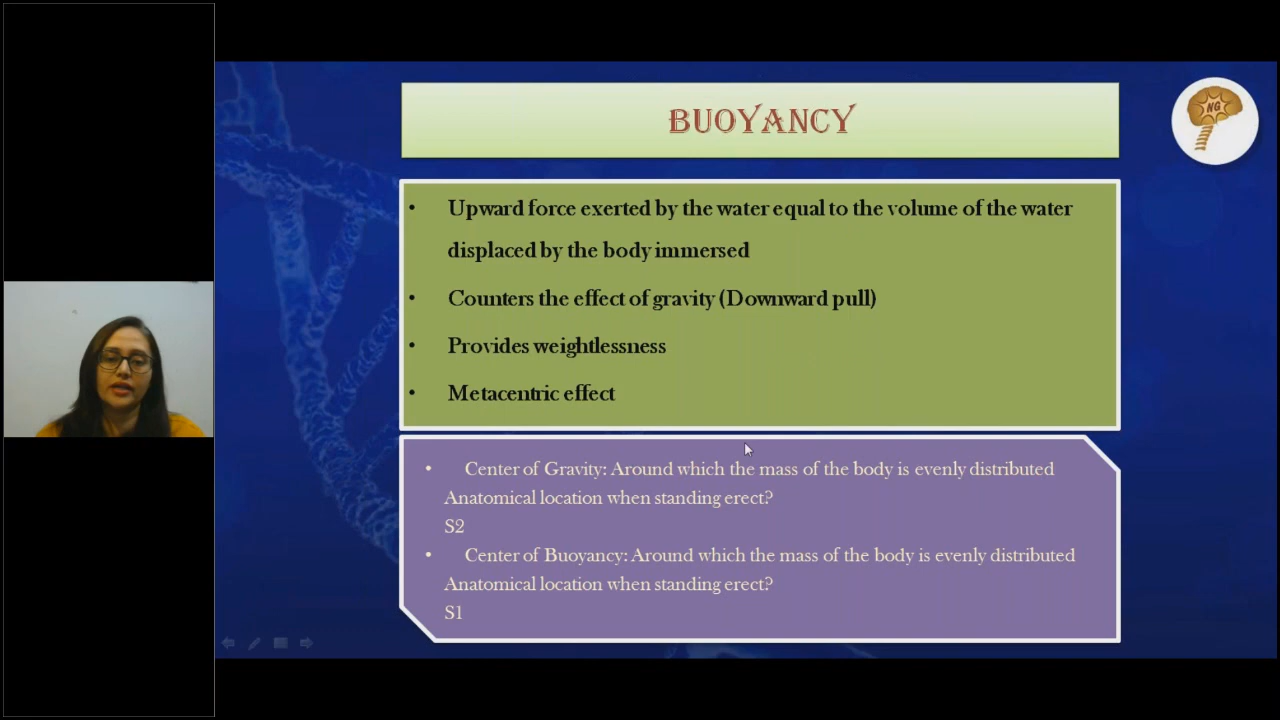 BUOYANCY
NG
• Upward force exerted by the water equal to the volume of the water
displaced by the body immersed
• Counters the effect of gravity (Downward pull)
• Provides weightlessness
• Metacentric effect
• Center of Gravity: Around which the mass of the body is evenly distributed
Anatomical location when standing erect?
S2
• Center of Buoyancy: Around which the mass of the body is evenly distributed
Anatomical location when standing erect?
S1